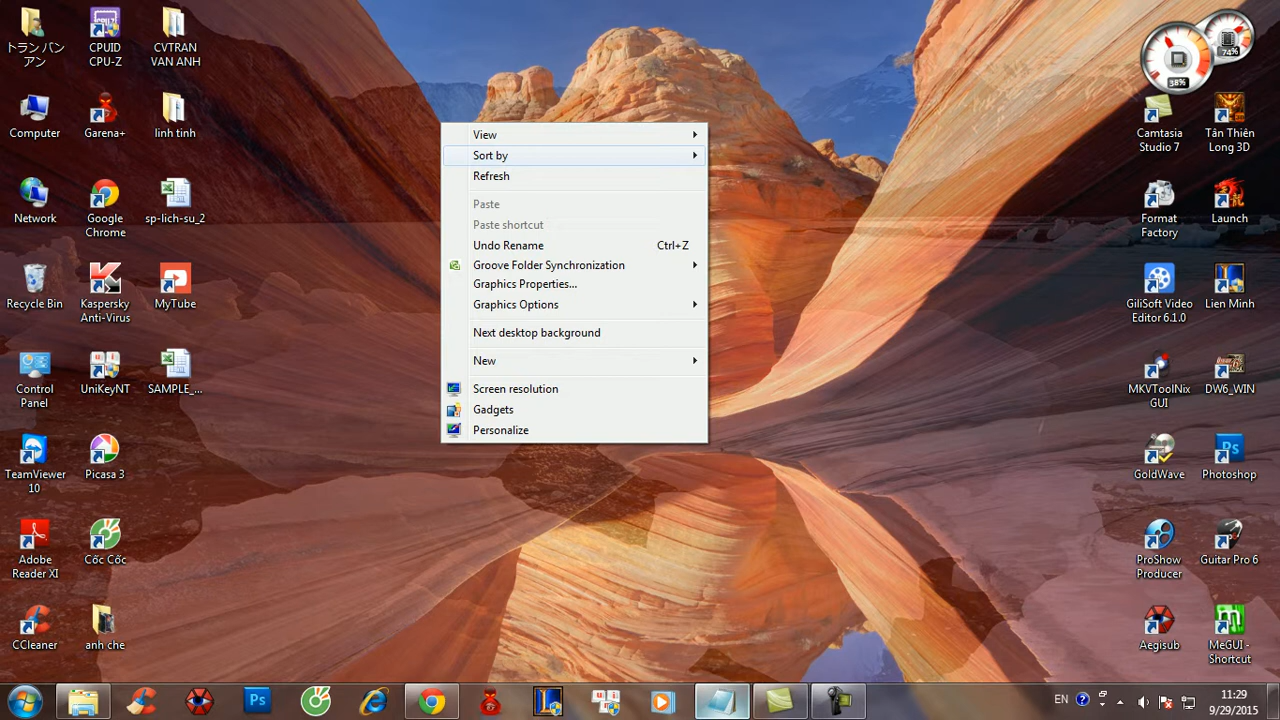 トラン バン
アン
CPUID
CPU-Z
CVTRAN
VAN ANH
Computer
Garena+
linh tinh
Network
Google
Chrome
sp-lich-su_2
Recycle Bin
Kaspersky
Anti-Virus
MyTube
Control
Panel
UniKeyNT
SAMPLE_...
TeamViewer
10
Picasa 3
Adobe
Reader XI
Cốc Cốc
CCleaner
anh che
View
Sort by
Refresh
Paste
Paste shortcut
Undo Rename Ctrl+Z
Groove Folder Synchronization
Graphics Properties...
Graphics Options
Next desktop background
New
Screen resolution
Gadgets
Personalize
74%
38%
Camtasia
Studio 7
Tân Thiên
Long 3D
Format
Factory
Launch
GiliSoft Video
Editor 6.1.0
Lien Minh
MKVToolNix
GUI
DW6_WIN
GoldWave
Photoshop
ProShow
Producer
Guitar Pro 6
Aegisub
MeGUI -
Shortcut
EN
11:29
9/29/2015